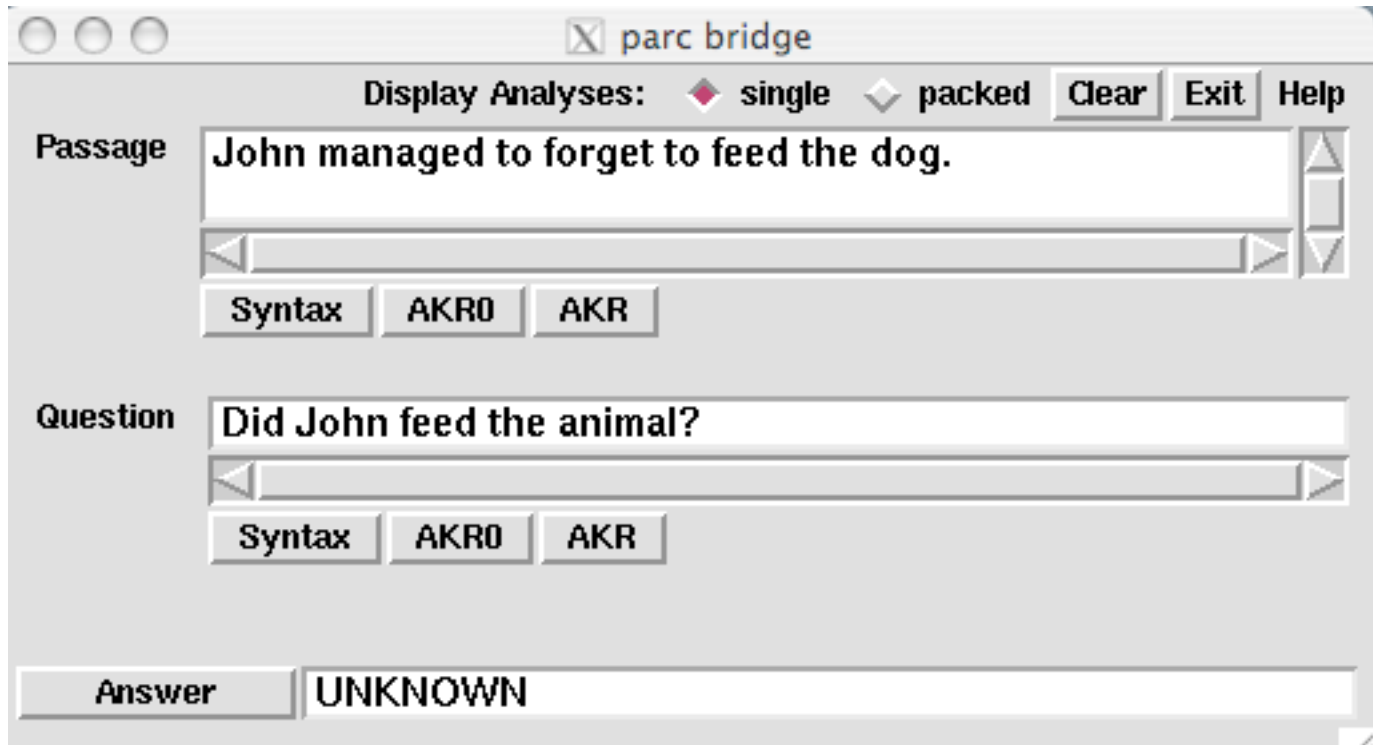 parc bridge
Display Analyses: single packed Clear Exit Help
Passage John managed to forget to feed the dog.
Syntax AKR0 AKR
Question Did John feed the animal?
Syntax AKR0 AKR
Answer UNKNOWN